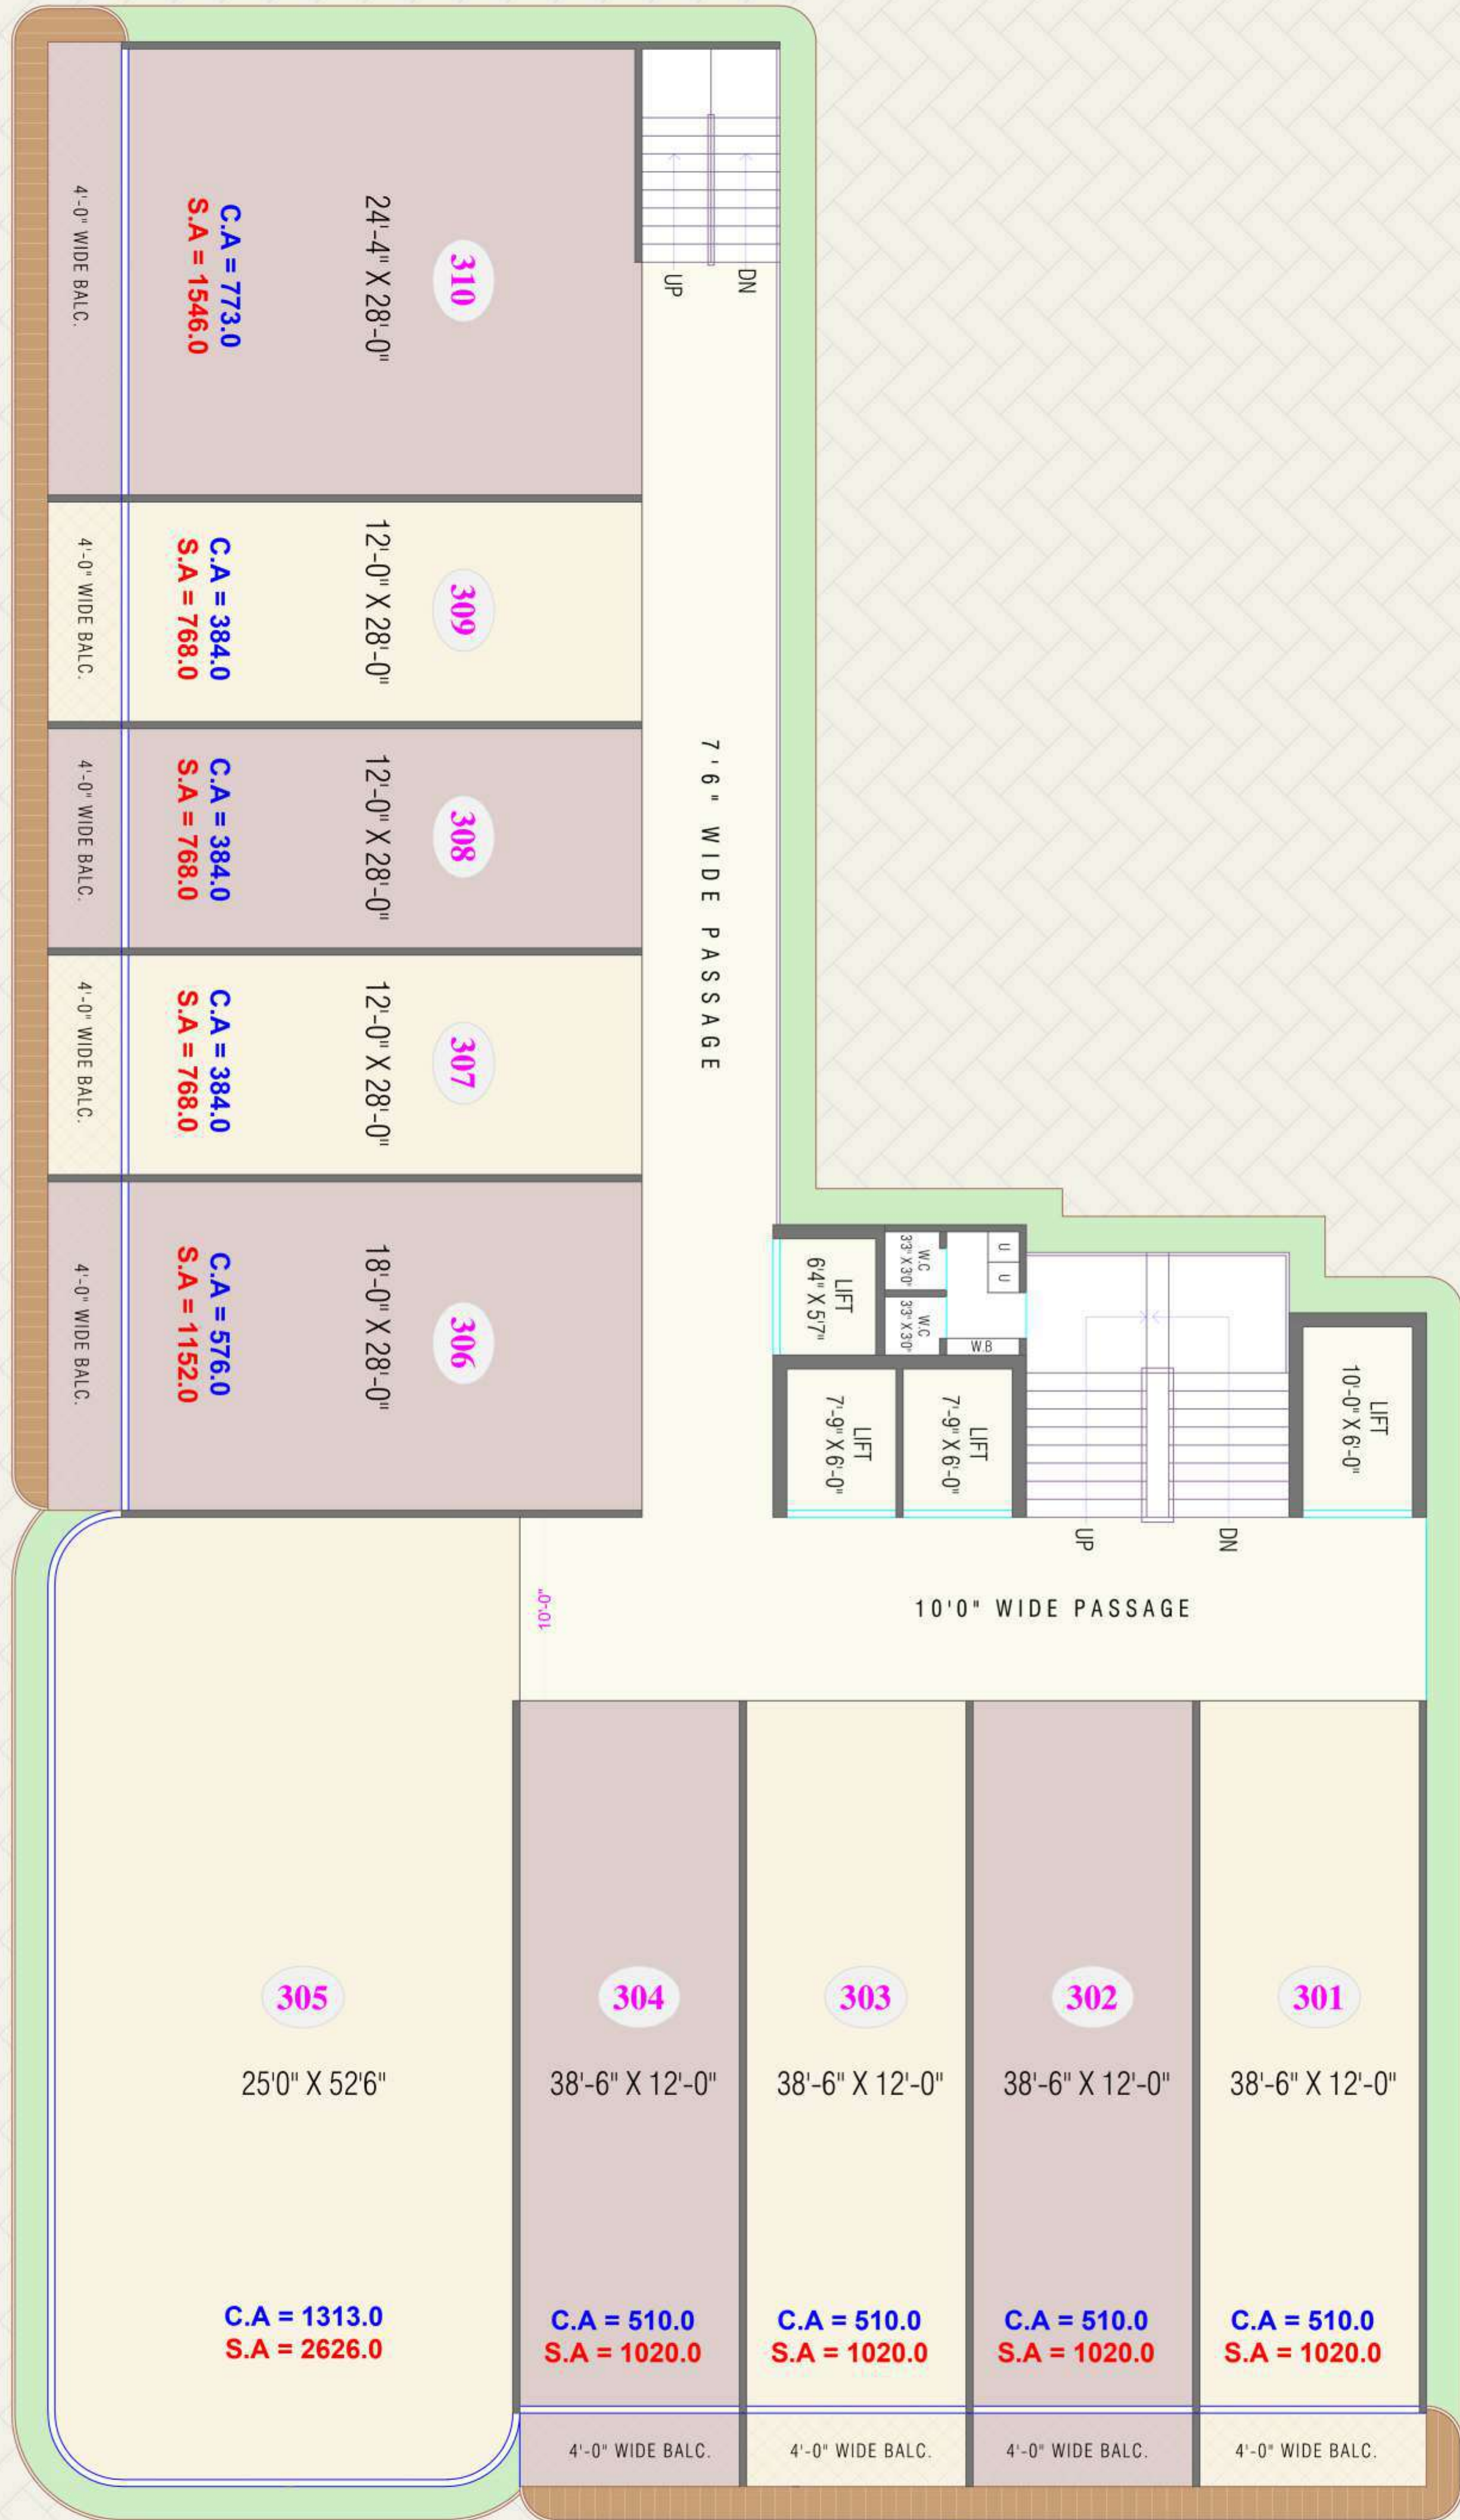 310
24'-4" X 28'-0"
C.A = 773.0
S.A = 1546.0
4'-0" WIDE BALC.
DN
UP
309
12'-0" X 28'-0"
C.A = 384.0
S.A = 768.0
4'-0" WIDE BALC.
308
12'-0" X 28'-0"
C.A = 384.0
S.A = 768.0
4'-0" WIDE BALC.
307
12'-0" X 28'-0"
C.A = 384.0
S.A = 768.0
4'-0" WIDE BALC.
306
18'-0" X 28'-0"
C.A = 576.0
S.A = 1152.0
4'-0" WIDE BALC.
7'6" WIDE PASSAGE
LIFT
6'4" X 5'7"
W.C
3'3" X 3'0"
W.C
3'3" X 3'0"
U
U
W.B
LIFT
7'-9" X 6'-0"
LIFT
7'-9" X 6'-0"
LIFT
10'-0" X 6'-0"
UP
DN
10'-0"
10'0" WIDE PASSAGE
305
25'0" X 52'6"
C.A = 1313.0
S.A = 2626.0
304
38'-6" X 12'-0"
C.A = 510.0
S.A = 1020.0
4'-0" WIDE BALC.
303
38'-6" X 12'-0"
C.A = 510.0
S.A = 1020.0
4'-0" WIDE BALC.
302
38'-6" X 12'-0"
C.A = 510.0
S.A = 1020.0
4'-0" WIDE BALC.
301
38'-6" X 12'-0"
C.A = 510.0
S.A = 1020.0
4'-0" WIDE BALC.